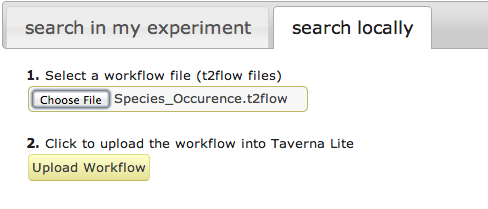 search in my experiment search locally
1. Select a workflow file (t2flow files)
Choose File Species_Occurence.t2flow
2. Click to upload the workflow into Taverna Lite
Upload Workflow